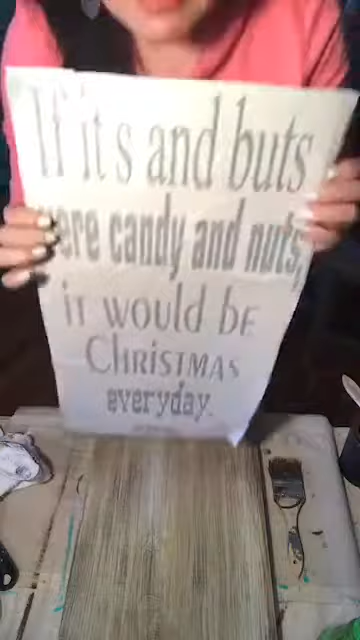 If it's and buts
were candy and nuts,
it would be
Christmas
everyday.